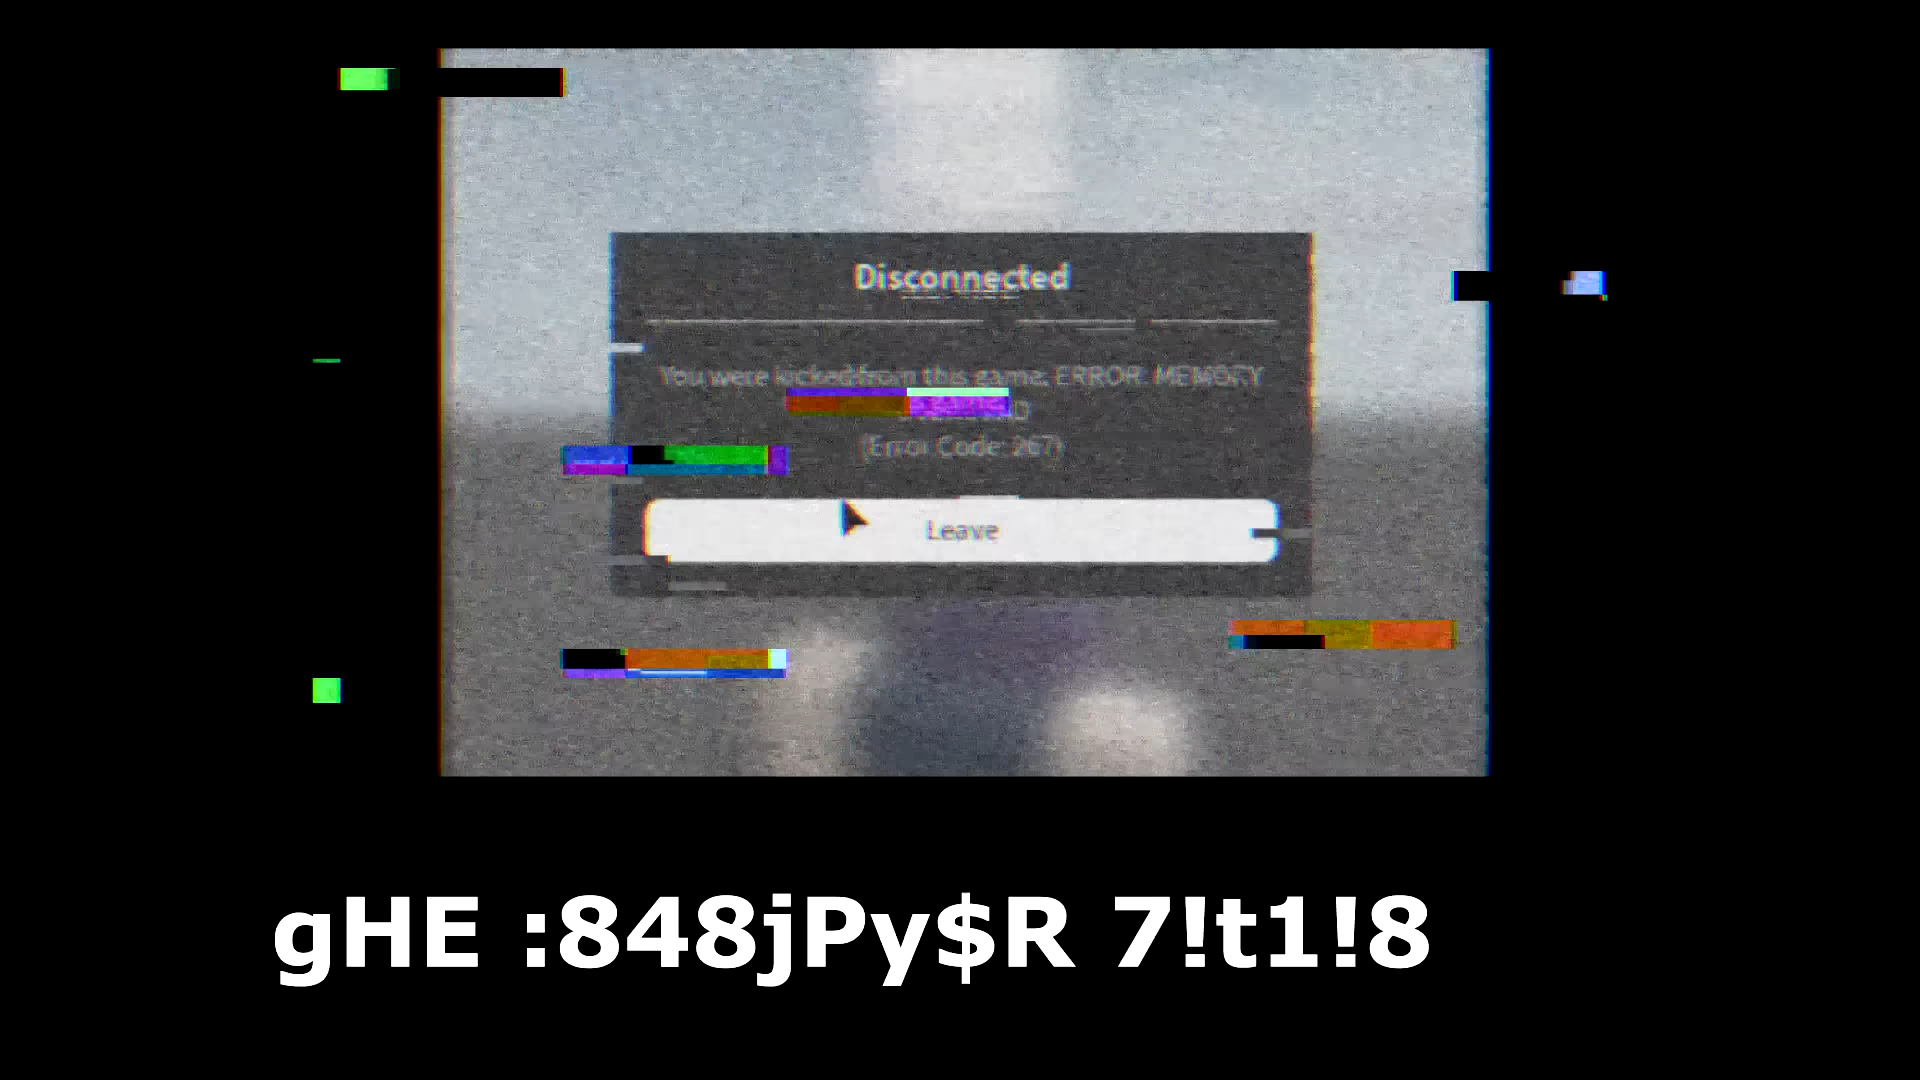 Disconnected
You were kicked from this game: ERROR: MEMORY
(Error Code: 267)
Leave
gHE :848jPy$R 7!t1!8